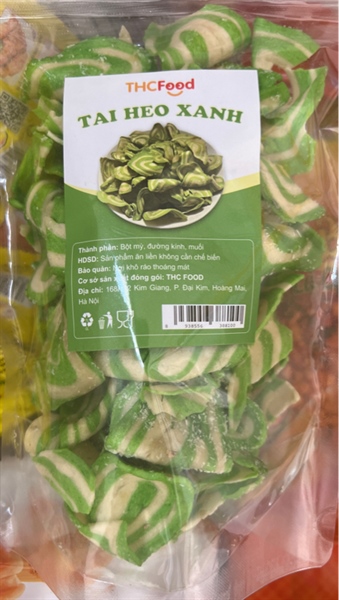 THCFood
TAI HEO XANH
Thành phần: Bột mỳ, đường kính, muối
HDSD: Sản phẩm ăn liền không cần chế biến
Bảo quản: Nơi khô ráo thoáng mát
Cơ sở sản xuất đóng gói: THC FOOD
Địa chỉ: Kim Giang, P. Đại Kim, Hoàng Mai,
Hà Nội